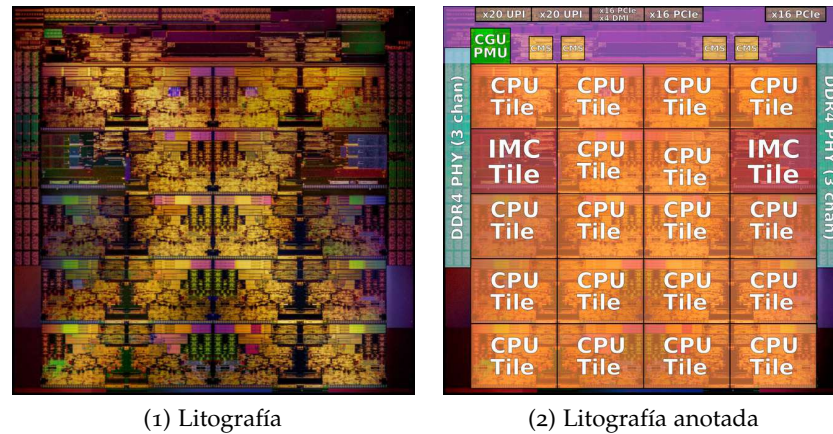 x20 UPI x20 UPI x16 PCIe x4 DMI x16 PCIe x16 PCIe
CGU PMU
CMS CMS CMS CMS
DDR4 PHY (3 chan)
CPU Tile CPU Tile CPU Tile CPU Tile
IMC Tile CPU Tile CPU Tile IMC Tile
CPU Tile CPU Tile CPU Tile CPU Tile
CPU Tile CPU Tile CPU Tile CPU Tile
CPU Tile CPU Tile CPU Tile CPU Tile
DDR4 PHY (3 chan)
(1) Litografía
(2) Litografía anotada